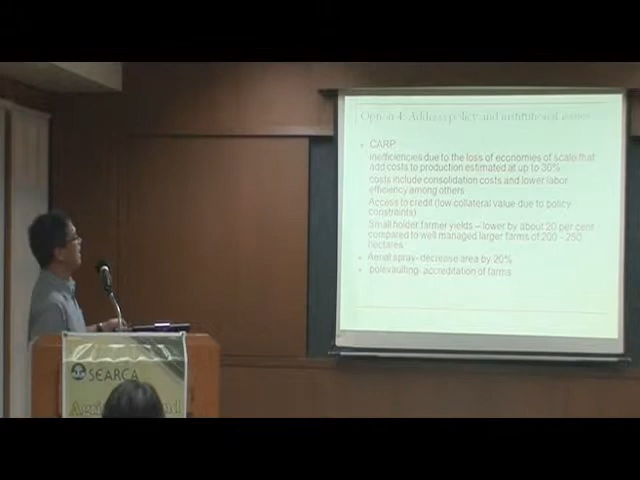 Option 4: Address policy and institutional issues
CARP
Inefficiencies due to the loss of economies of scale that
add costs to production estimated at up to 30%
costs include consolidation costs and lower labor
efficiency among others
Access to credit (low collateral value due to policy
constraints)
Small holder farmer yields – lower by about 20 per cent
compared to well managed larger farms of 200 - 250
hectares
Aerial spray- decrease area by 20%
polevaulting- accreditation of farms
SEARCA